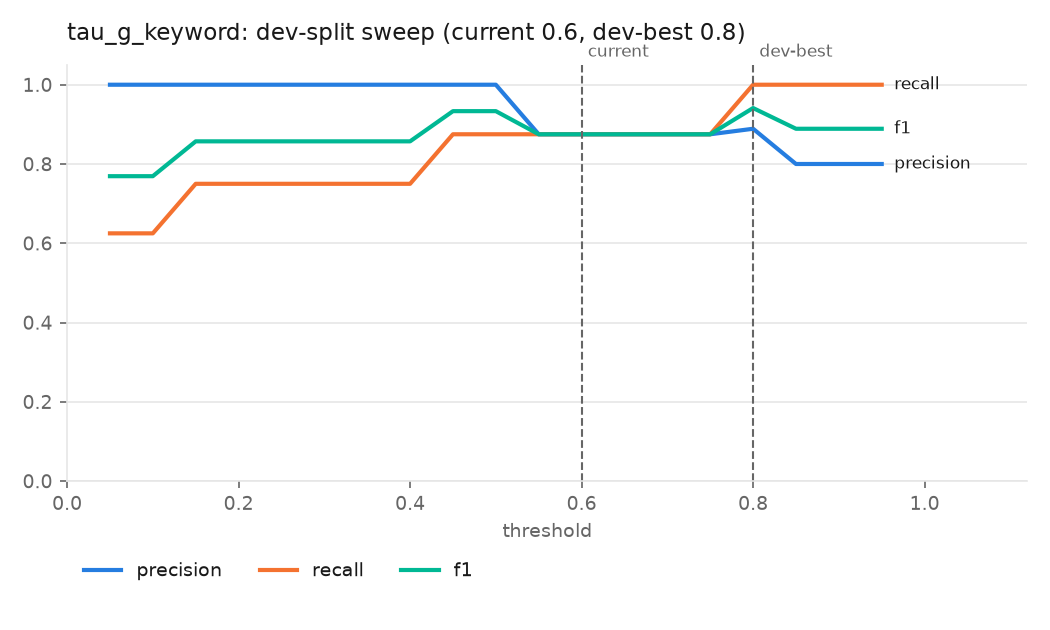 tau_g_keyword: dev-split sweep (current 0.6, dev-best 0.8)
current
dev-best
1.0
0.8
0.6
0.4
0.2
0.0
recall
f1
precision
0.0 0.2 0.4 0.6 0.8 1.0
threshold
precision recall f1